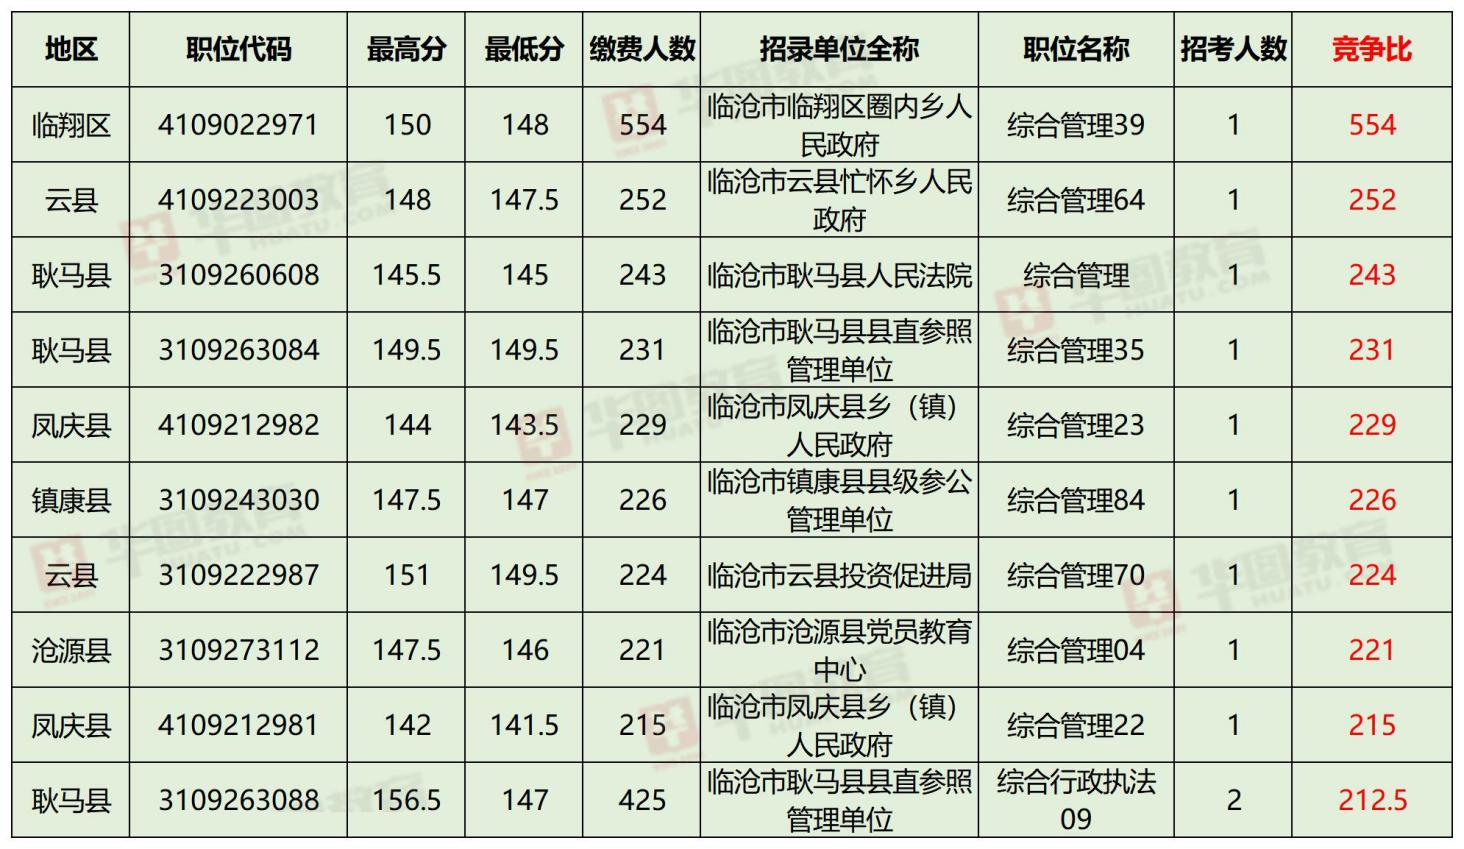 地区 职位代码 最高分 最低分 缴费人数 招录单位全称 职位名称 招考人数 竞争比
临翔区 4109022971 150 148 554 临沧市临翔区圈内乡人民政府 综合管理39 1 554
云县 4109223003 148 147.5 252 临沧市云县忙怀乡人民政府 综合管理64 1 252
耿马县 3109260608 145.5 145 243 临沧市耿马县人民法院 综合管理 1 243
耿马县 3109263084 149.5 149.5 231 临沧市耿马县县直参照管理单位 综合管理35 1 231
凤庆县 4109212982 144 143.5 229 临沧市凤庆县乡（镇）人民政府 综合管理23 1 229
镇康县 3109243030 147.5 147 226 临沧市镇康县县级参公管理单位 综合管理84 1 226
云县 3109222987 151 149.5 224 临沧市云县投资促进局 综合管理70 1 224
沧源县 3109273112 147.5 146 221 临沧市沧源县党员教育中心 综合管理04 1 221
凤庆县 4109212981 142 141.5 215 临沧市凤庆县乡（镇）人民政府 综合管理22 1 215
耿马县 3109263088 156.5 147 425 临沧市耿马县县直参照管理单位 综合行政执法09 2 212.5
华图教育
HUATU.COM